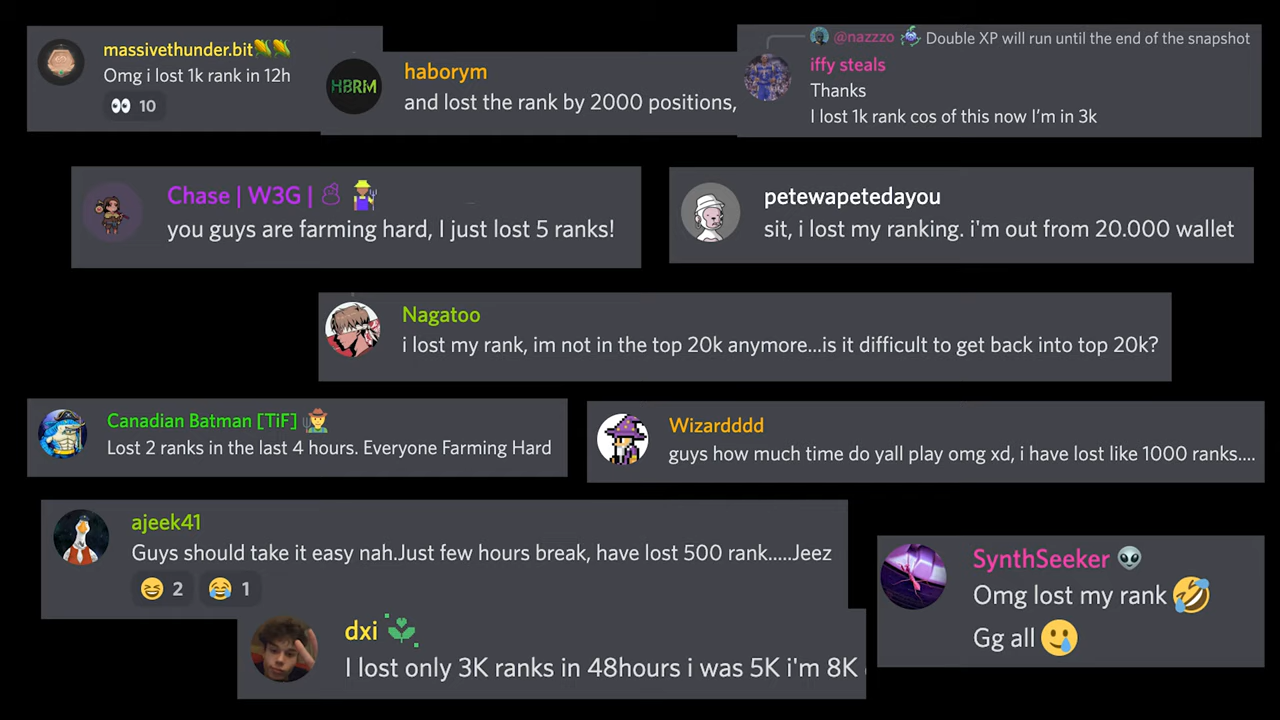 massivethunder.bit🌽🌽
Omg i lost 1k rank in 12h
👀 10
HBRM
haborym
and lost the rank by 2000 positions,
@nazzzo Double XP will run until the end of the snapshot
iffy steals
Thanks
I lost 1k rank cos of this now I’m in 3k
Chase | W3G |
you guys are farming hard, I just lost 5 ranks!
petewapetedayou
sit, i lost my ranking. i'm out from 20.000 wallet
Nagatoo
i lost my rank, im not in the top 20k anymore...is it difficult to get back into top 20k?
Canadian Batman [TiF]
Lost 2 ranks in the last 4 hours. Everyone Farming Hard
Wizardddd
guys how much time do yall play omg xd, i have lost like 1000 ranks....
ajeek41
Guys should take it easy nah.Just few hours break, have lost 500 rank.....Jeez
😆 2 😂 1
SynthSeeker 👽
Omg lost my rank 🤣
Gg all 🥲
dxi
I lost only 3K ranks in 48hours i was 5K i'm 8K